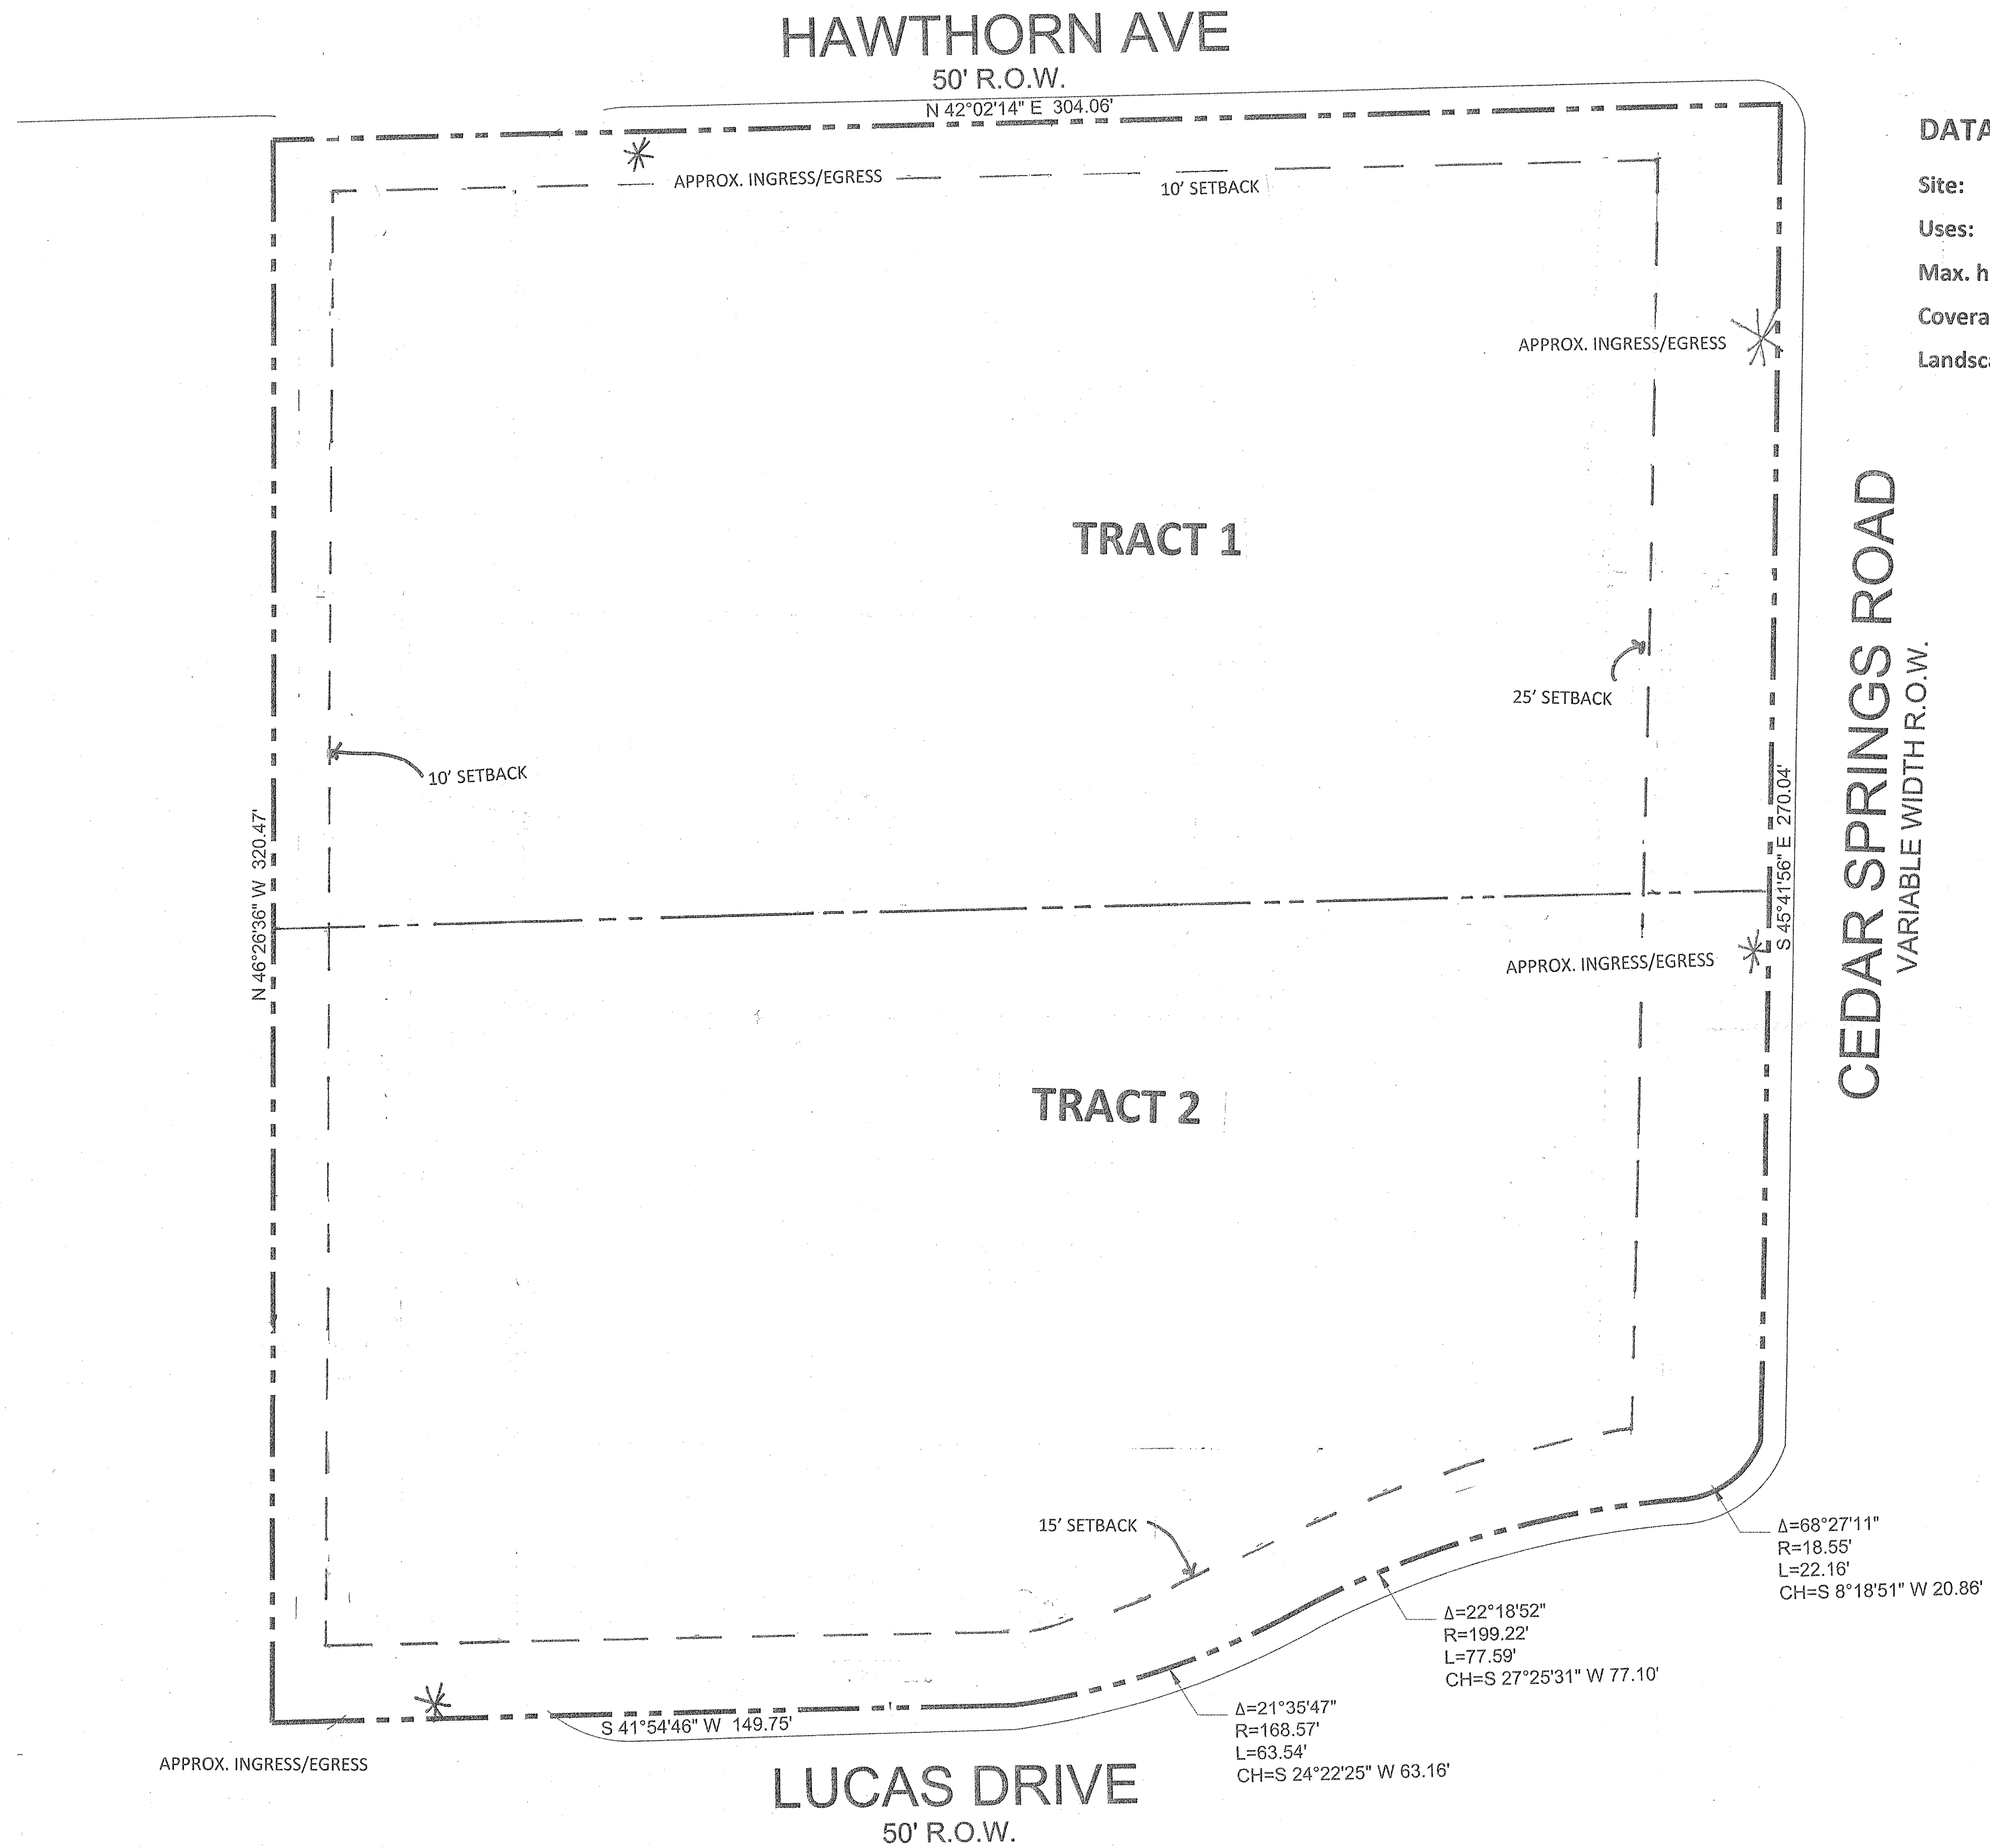 HAWTHORN AVE
50' R.O.W.
N 42°02'14" E 304.06'
APPROX. INGRESS/EGRESS
10' SETBACK
DATA
Site:
Uses:
Max. h
Covera
Landsca
APPROX. INGRESS/EGRESS
TRACT 1
25' SETBACK
10' SETBACK
N 46°26'36" W 320.47'
S 45°41'56" E 270.04'
CEDAR SPRINGS ROAD
VARIABLE WIDTH R.O.W.
APPROX. INGRESS/EGRESS
TRACT 2
15' SETBACK
Δ=68°27'11"
R=18.55'
L=22.16'
CH=S 8°18'51" W 20.86'
Δ=22°18'52"
R=199.22'
L=77.59'
CH=S 27°25'31" W 77.10'
Δ=21°35'47"
R=168.57'
L=63.54'
CH=S 24°22'25" W 63.16'
S 41°54'46" W 149.75'
APPROX. INGRESS/EGRESS
LUCAS DRIVE
50' R.O.W.